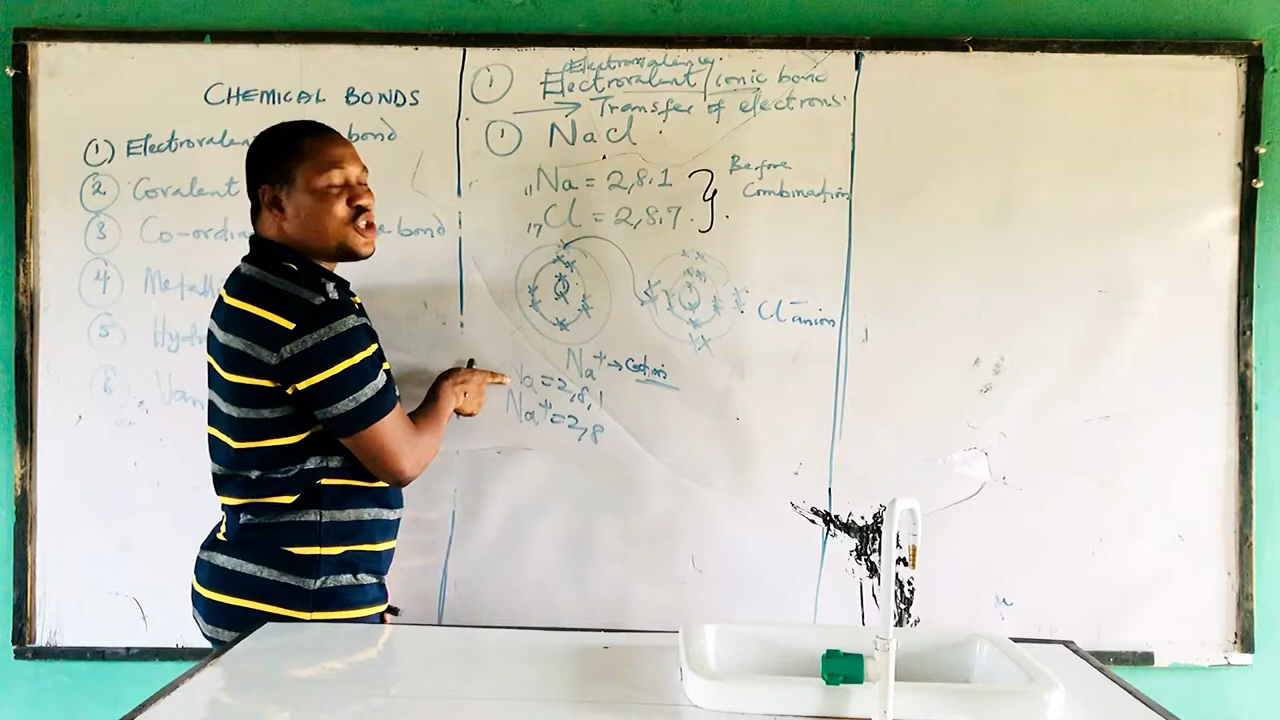 CHEMICAL BONDS
① Electrovalen bond
② Covalent
③ Co-ordin e bond
④ Metalli
⑤ Hydr
⑥ Van
Electrovalency
① Electrovalent/ionic bond
→ Transfer of electrons
① NaCl
₁₁Na = 2,8,1
₁₇Cl = 2,8,7
} Before
Combination
Cl⁻ anion
Na⁺ → Cation
Na = 2,8,1
Na⁺ = 2,8